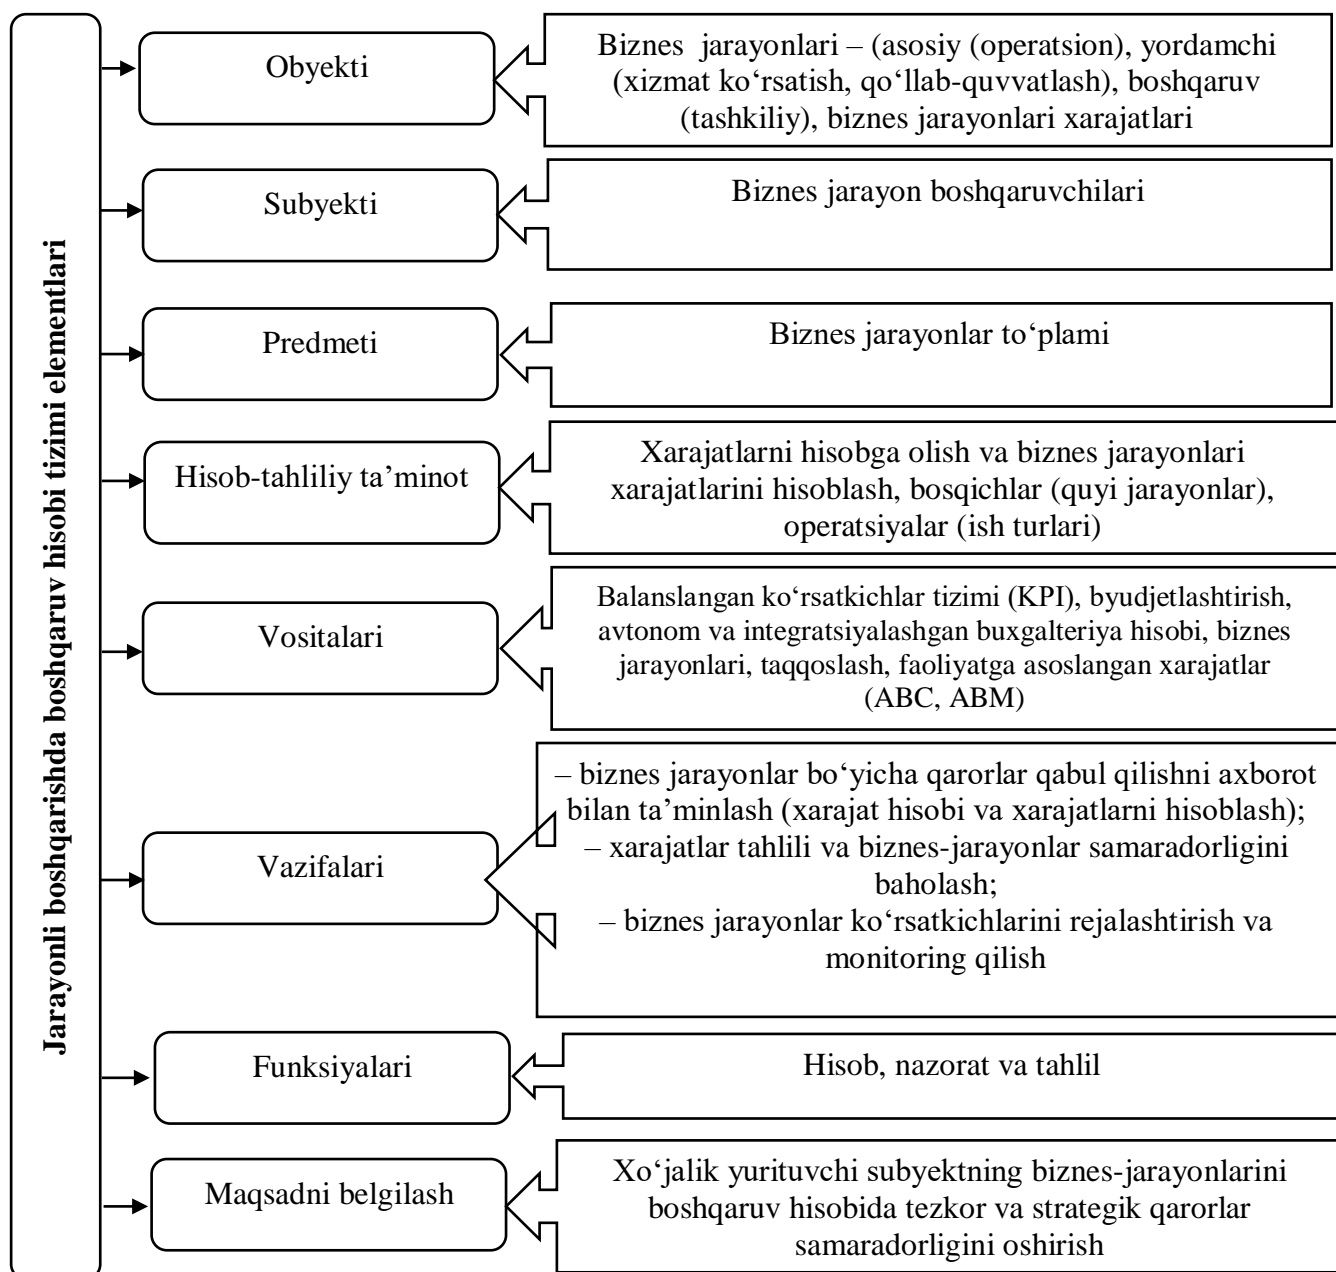 Jarayonli boshqarishda boshqaruv hisobi tizimi elementlari
Obyekti
Biznes jarayonlari – (asosiy (operatsion), yordamchi
(xizmat ko‘rsatish, qo‘llab-quvvatlash), boshqaruv
(tashkiliy), biznes jarayonlari xarajatlari
Subyekti
Biznes jarayon boshqaruvchilari
Predmeti
Biznes jarayonlar to‘plami
Hisob-tahliliy ta’minot
Xarajatlarni hisobga olish va biznes jarayonlari
xarajatlarini hisoblash, bosqichlar (quyi jarayonlar),
operatsiyalar (ish turlari)
Vositalari
Balanslangan ko‘rsatkichlar tizimi (KPI), byudjetlashtirish,
avtonom va integratsiyalashgan buxgalteriya hisobi, biznes
jarayonlari, taqqoslash, faoliyatga asoslangan xarajatlar
(ABC, ABM)
Vazifalari
– biznes jarayonlar bo‘yicha qarorlar qabul qilishni axborot
bilan ta’minlash (xarajat hisobi va xarajatlarni hisoblash);
– xarajatlar tahlili va biznes-jarayonlar samaradorligini
baholash;
– biznes jarayonlar ko‘rsatkichlarini rejalashtirish va
monitoring qilish
Funksiyalari
Hisob, nazorat va tahlil
Maqsadni belgilash
Xo‘jalik yurituvchi subyektning biznes-jarayonlarini
boshqaruv hisobida tezkor va strategik qarorlar
samaradorligini oshirish